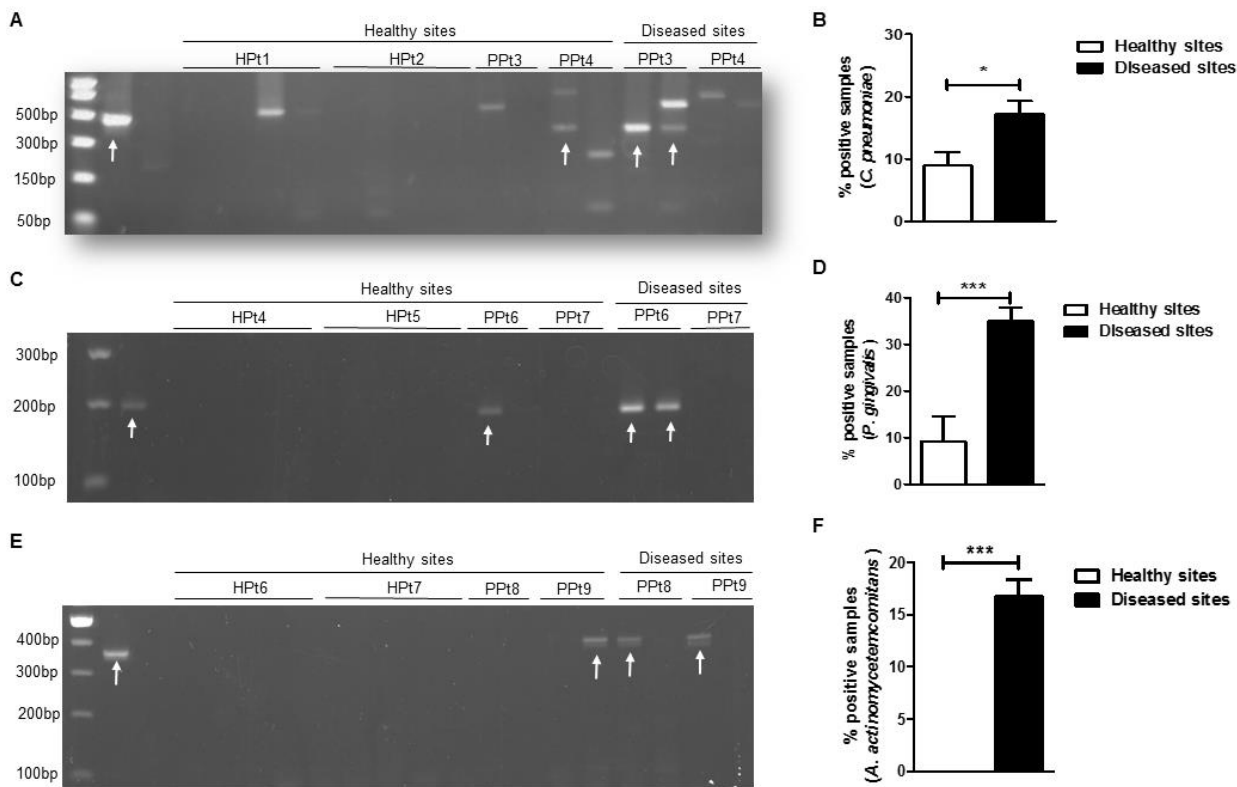 A
Healthy sites
Diseased sites
HPt1
HPt2
PPt3
PPt4
PPt3
PPt4
500bp
300bp
150bp
50bp
B
% positive samples
(C. pneumoniae)
30
20
10
0
*
Healthy sites
Diseased sites
C
Healthy sites
Diseased sites
HPt4
HPt5
PPt6
PPt7
PPt6
PPt7
300bp
200bp
100bp
D
% positive samples
(P. gingivalis)
40
30
20
10
0
***
Healthy sites
Diseased sites
E
Healthy sites
Diseased sites
HPt6
HPt7
PPt8
PPt9
PPt8
PPt9
400bp
300bp
200bp
100bp
F
% positive samples
(A. actinomycetemcomitans )
20
15
10
5
0
***
Healthy sites
Diseased sites